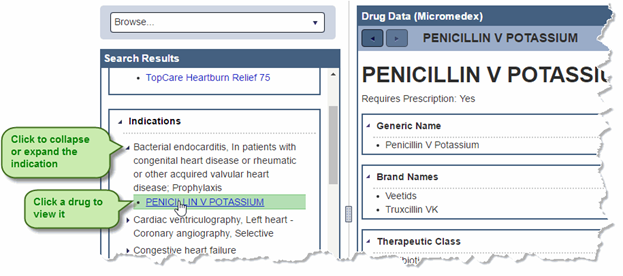 Browse...
Search Results
TopCare Heartburn Relief 75
Indications
Click to collapse
or expand the
indication
Bacterial endocarditis, In patients with
congenital heart disease or rheumatic
or other acquired valvular heart
disease; Prophylaxis
Click a drug to
view it
PENICILLIN V POTASSIUM
Cardiac ventriculography, Left heart -
Coronary angiography, Selective
Congestive heart failure
Drug Data (Micromedex)
PENICILLIN V POTASSIUM
PENICILLIN V POTASSIU
Requires Prescription: Yes
Generic Name
Penicillin V Potassium
Brand Names
Veetids
Truxcillin VK
Therapeutic Class